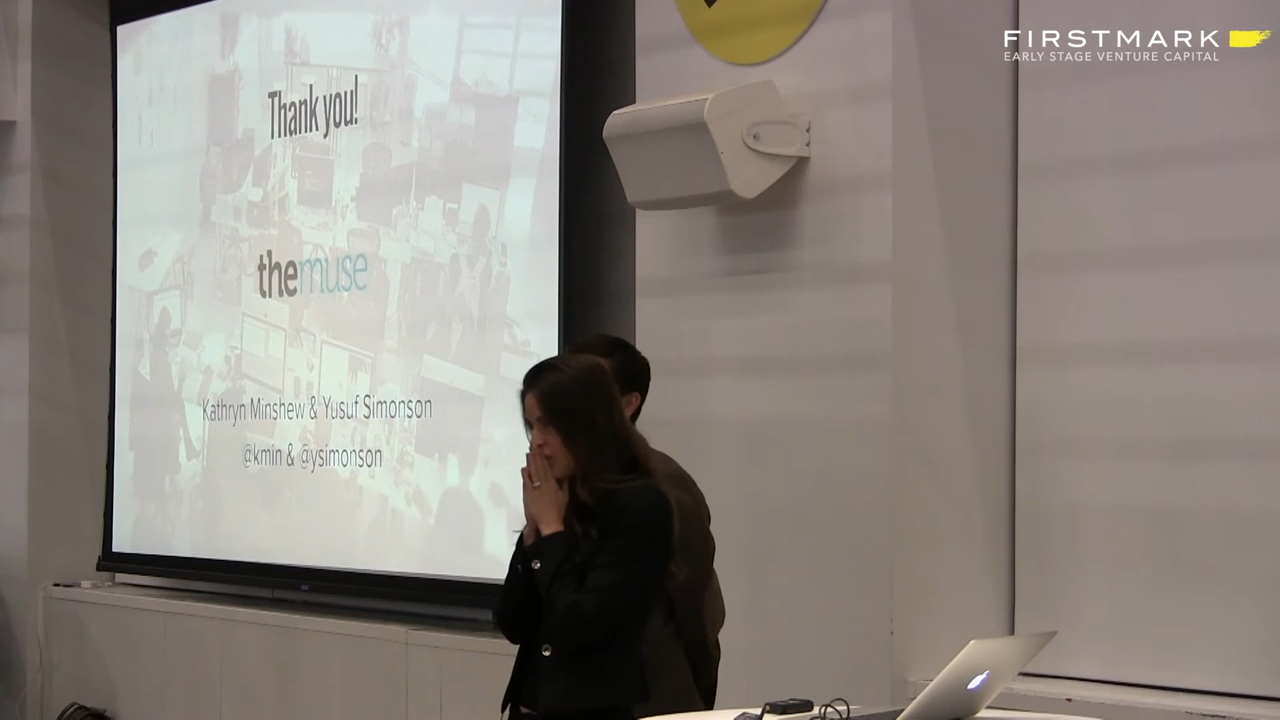 FIRSTMARK
EARLY STAGE VENTURE CAPITAL
Thank you!
themuse
Kathryn Minshew & Yusuf Simonson
@kmin & @ysimonson